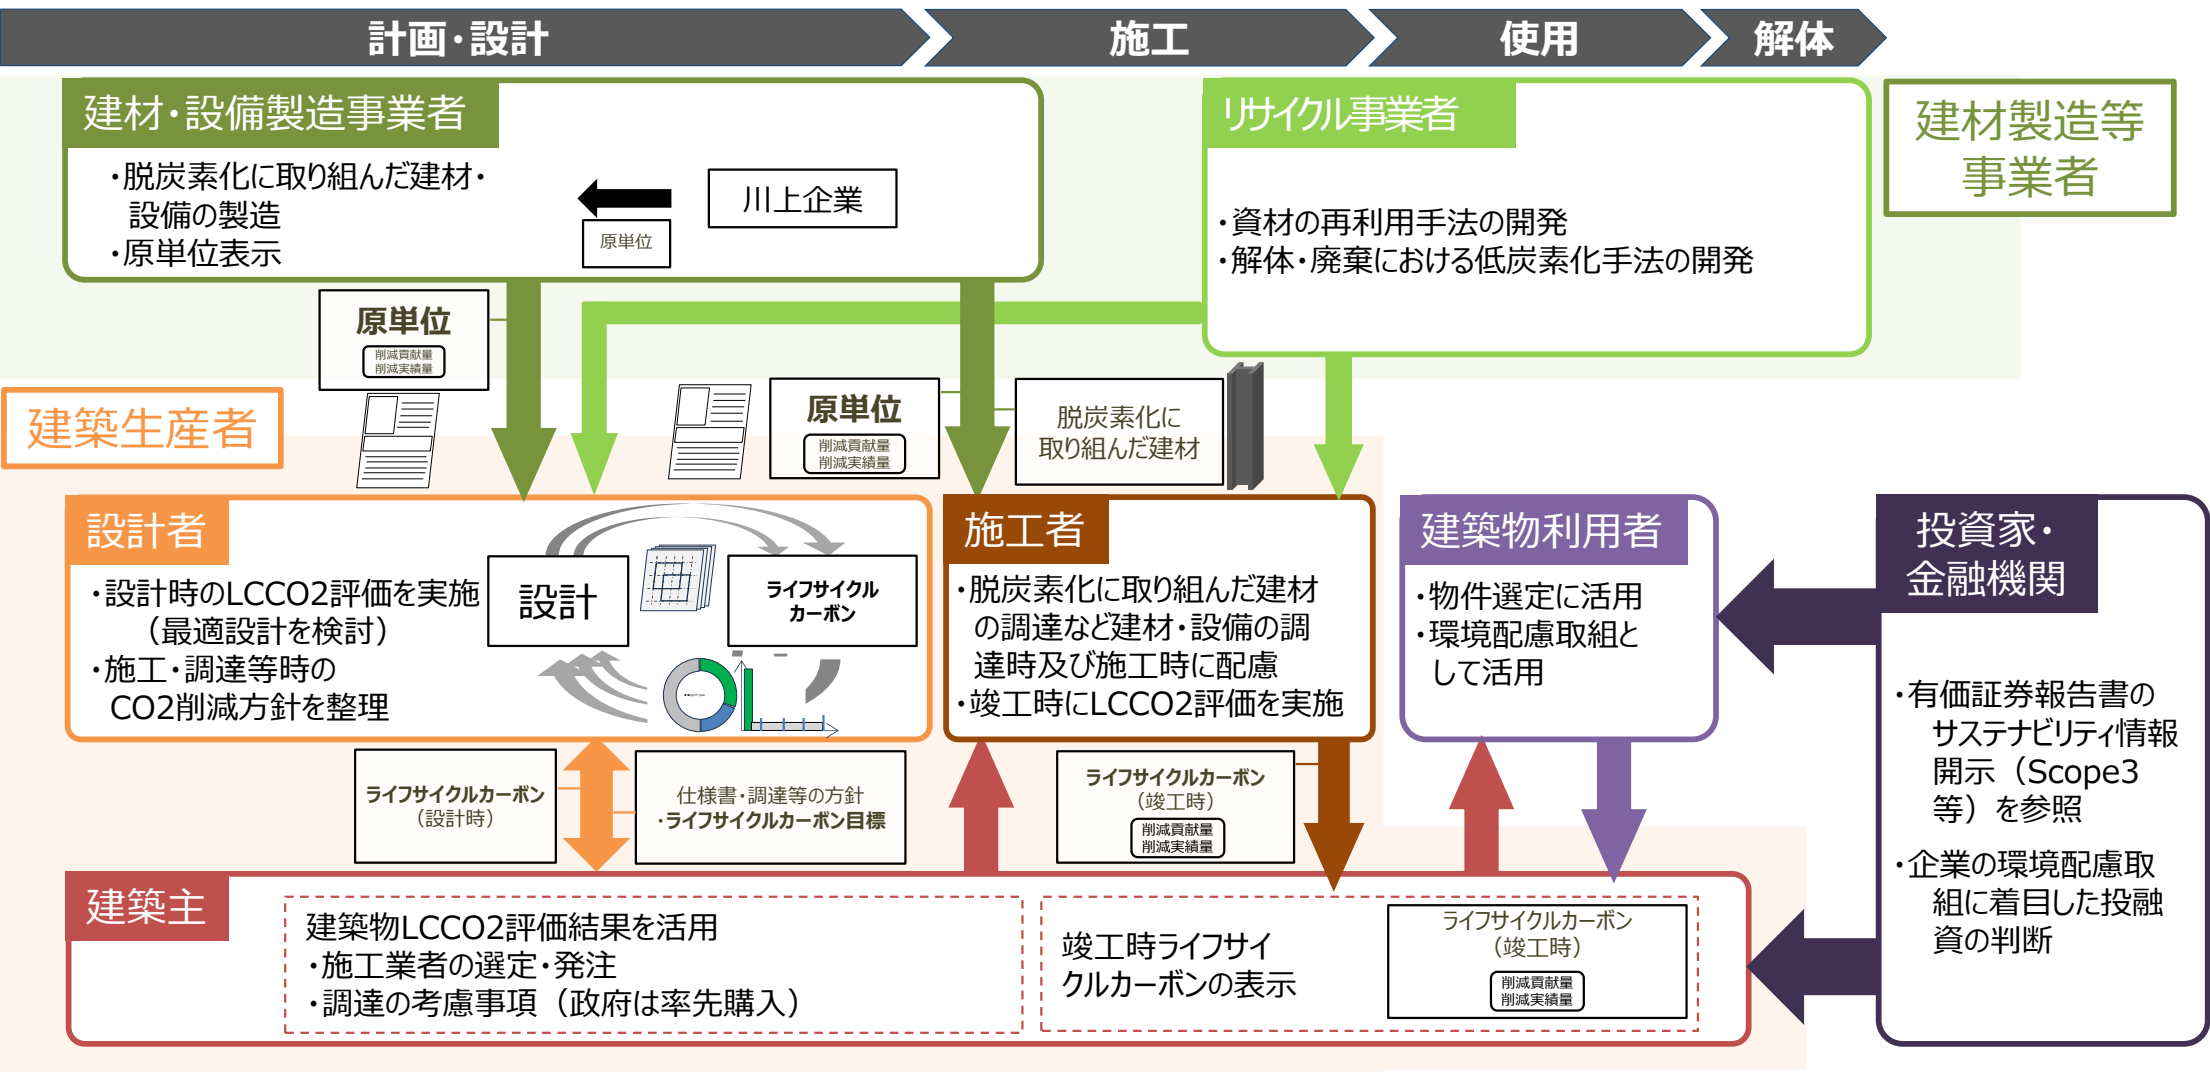 計画・設計
施工
使用
解体
建材・設備製造事業者
・脱炭素化に取り組んだ建材・
設備の製造
・原単位表示
川上企業
原単位
リサイクル事業者
・資材の再利用手法の開発
・解体・廃棄における低炭素化手法の開発
建材製造等
事業者
原単位
削減貢献量
削減実績量
建築生産者
原単位
削減貢献量
削減実績量
脱炭素化に
取り組んだ建材
設計者
・設計時のLCCO2評価を実施
（最適設計を検討）
・施工・調達等時の
CO2削減方針を整理
設計
ライフサイクル
カーボン
施工者
・脱炭素化に取り組んだ建材
の調達など建材・設備の調
達時及び施工時に配慮
・竣工時にLCCO2評価を実施
建築物利用者
・物件選定に活用
・環境配慮取組と
して活用
投資家・
金融機関
・有価証券報告書の
サステナビリティ情報
開示（Scope3
等）を参照
・企業の環境配慮取
組に着目した投融
資の判断
ライフサイクルカーボン
（設計時）
仕様書・調達等の方針
・ライフサイクルカーボン目標
ライフサイクルカーボン
（竣工時）
削減貢献量
削減実績量
建築主
建築物LCCO2評価結果を活用
・施工業者の選定・発注
・調達の考慮事項（政府は率先購入）
竣工時ライフサイ
クルカーボンの表示
ライフサイクルカーボン
（竣工時）
削減貢献量
削減実績量